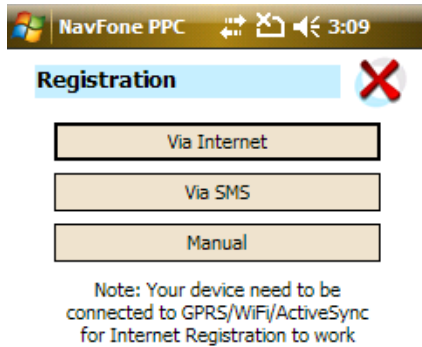 NavFone PPC 3:09
Registration
Via Internet
Via SMS
Manual
Note: Your device need to be
connected to GPRS/WiFi/ActiveSync
for Internet Registration to work